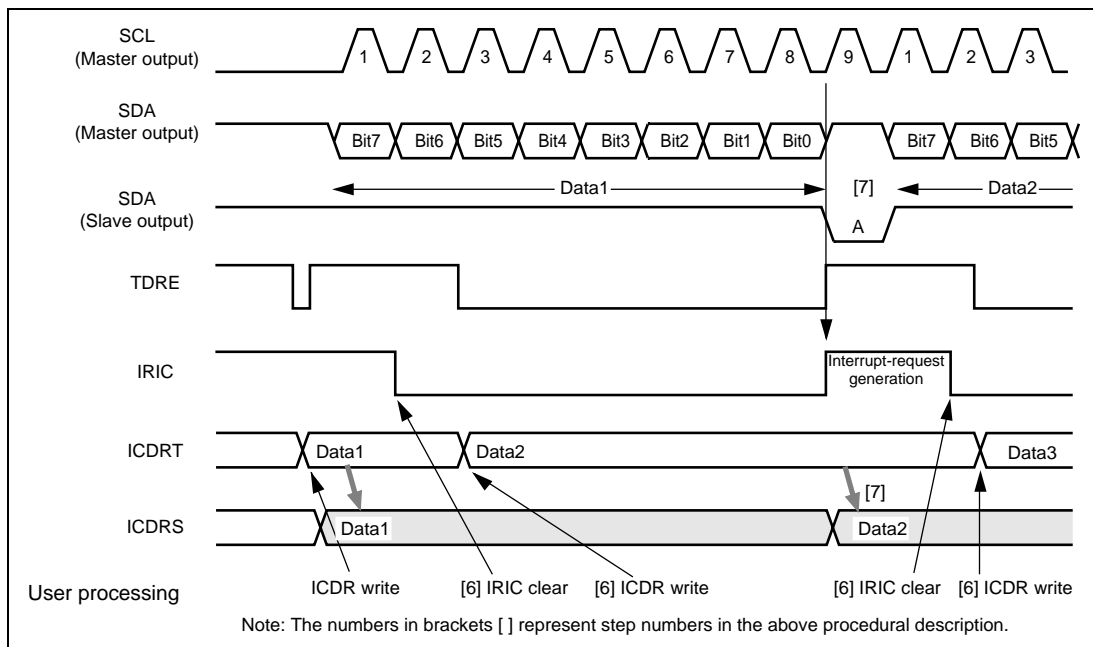 SCL
(Master output)
1 2 3 4 5 6 7 8 9 1 2 3
SDA
(Master output)
Bit7 Bit6 Bit5 Bit4 Bit3 Bit2 Bit1 Bit0 Bit7 Bit6 Bit5
Data1 [7] Data2
SDA
(Slave output)
A
TDRE
IRIC
Interrupt-request
generation
ICDRT
Data1 Data2 Data3
[7]
ICDRS
Data1 Data2
User processing
ICDR write [6] IRIC clear [6] ICDR write [6] IRIC clear [6] ICDR write
Note: The numbers in brackets [ ] represent step numbers in the above procedural description.